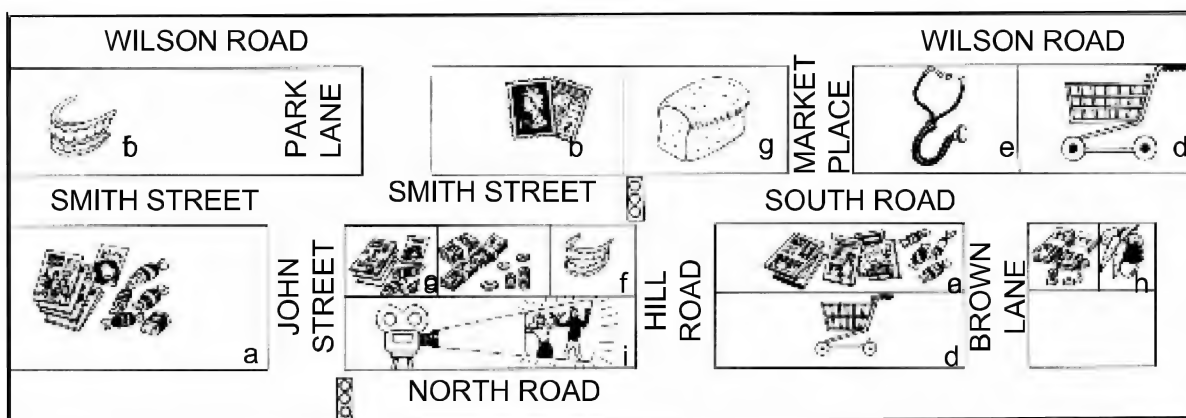 WILSON ROAD
WILSON ROAD
PARK
LANE
b
g
MARKET
PLACE
e
d
SMITH STREET
SMITH STREET
SOUTH ROAD
a
JOHN
STREET
f
i
HILL
ROAD
d
BROWN
LANE
h
NORTH ROAD